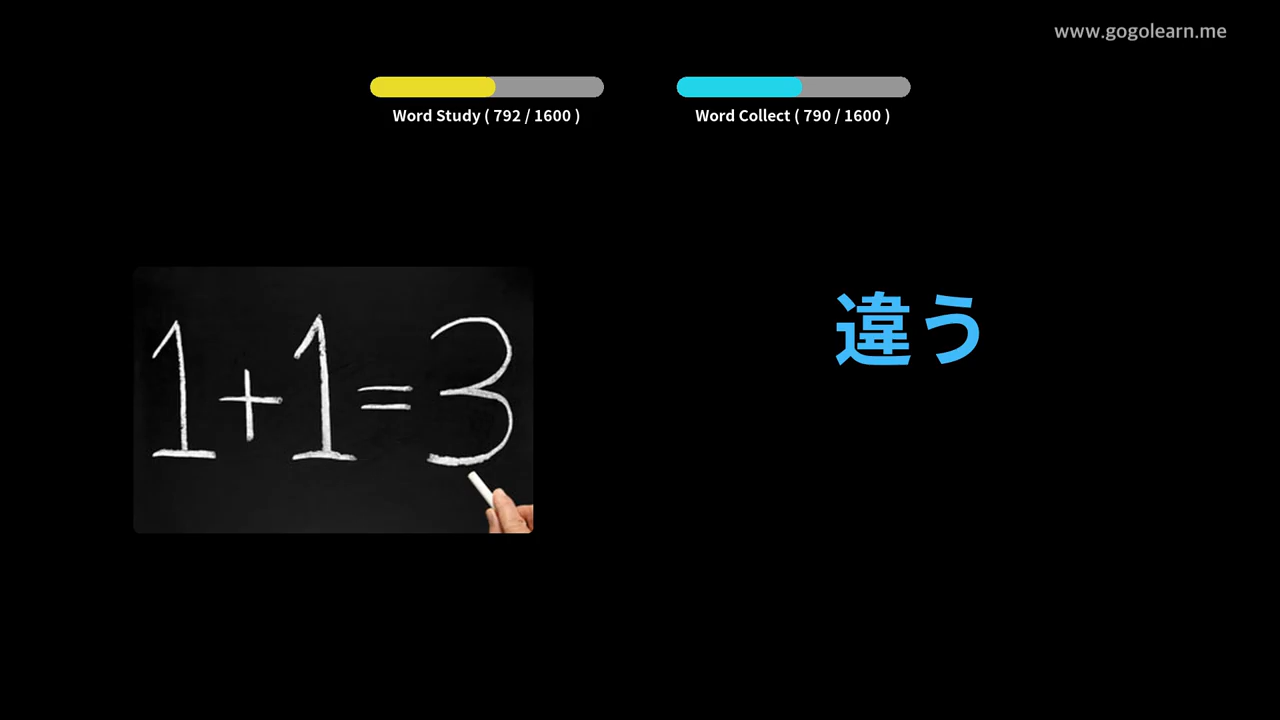 www.gogolearn.me
Word Study ( 792 / 1600 )
Word Collect ( 790 / 1600 )
1+1=3
違う